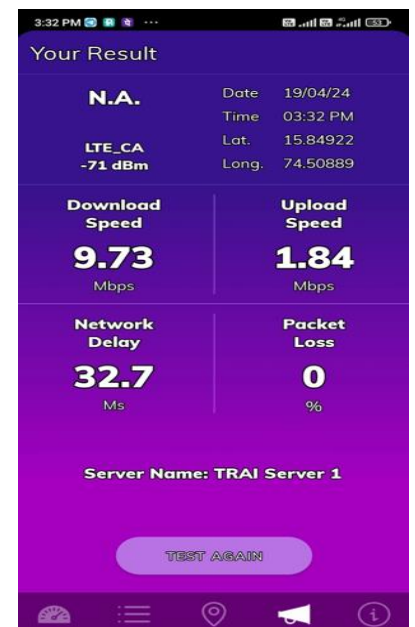 3:32 PM
53
Your Result
N.A.
LTE_CA
-71 dBm
Date 19/04/24
Time 03:32 PM
Lat. 15.84922
Long. 74.50889
Download
Speed
9.73
Mbps
Upload
Speed
1.84
Mbps
Network
Delay
32.7
Ms
Packet
Loss
0
%
Server Name: TRAI Server 1
TEST AGAIN